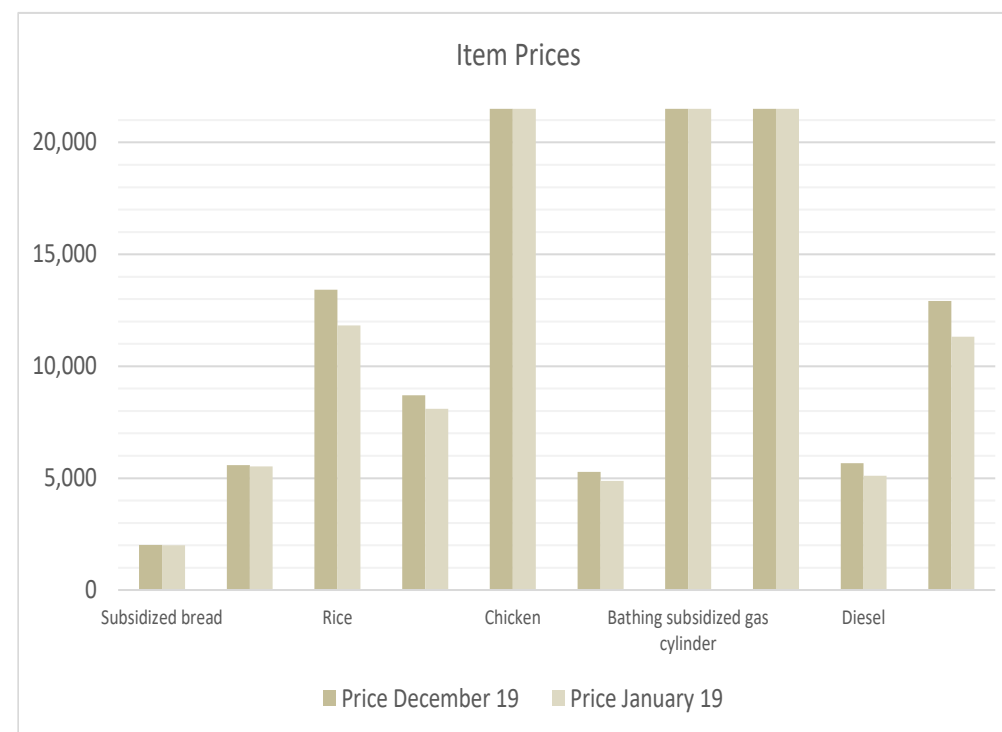 Item Prices
20,000
15,000
10,000
5,000
0
Subsidized bread
Rice
Chicken
Bathing subsidized gas
cylinder
Diesel
Price December 19
Price January 19